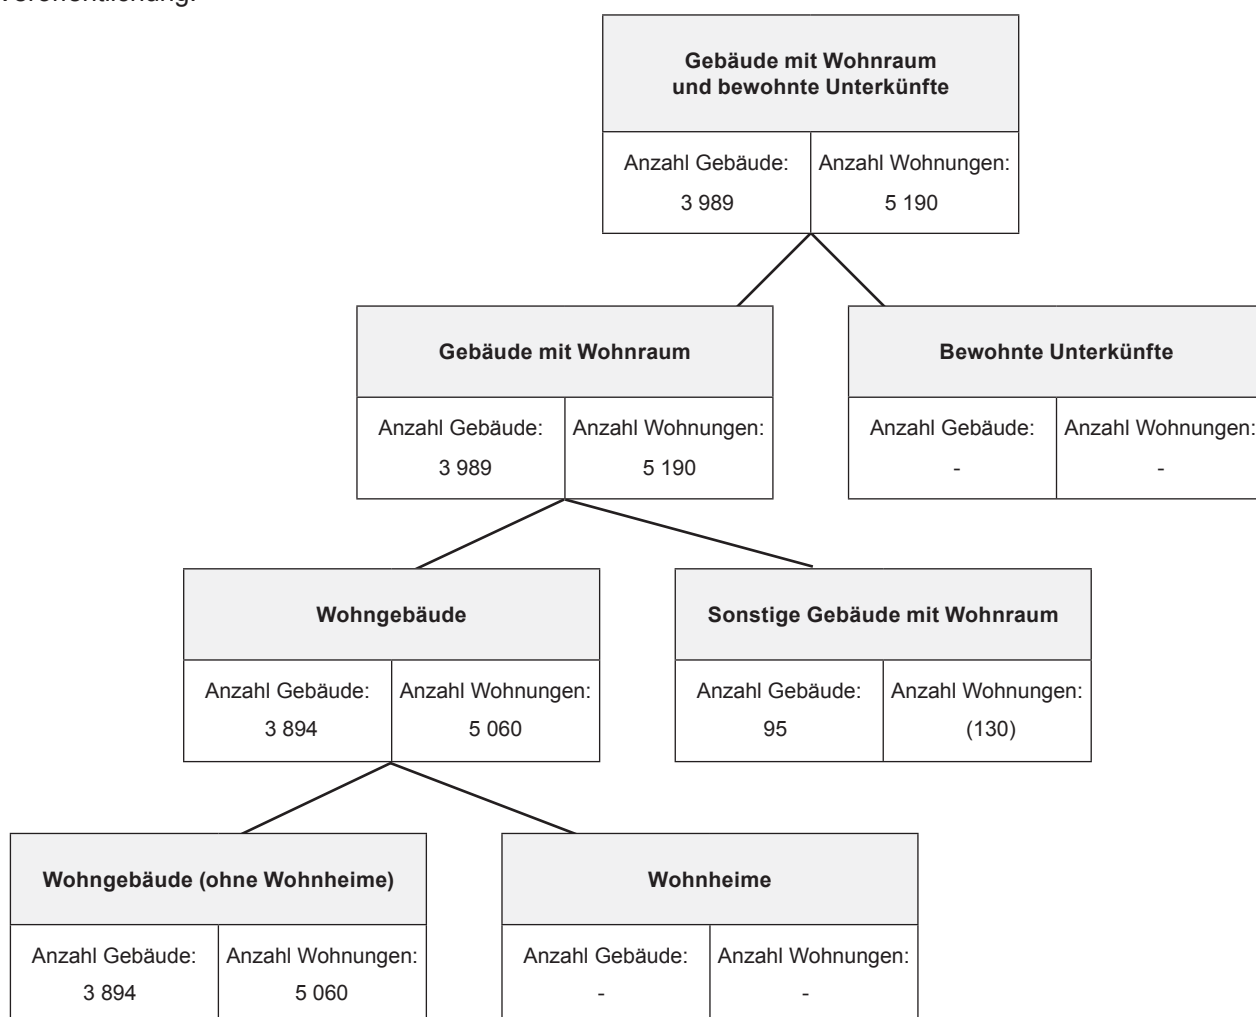 Veröffentlichung.
Gebäude mit Wohnraum
und bewohnte Unterkünfte
Anzahl Gebäude: Anzahl Wohnungen:
3 989 5 190
Gebäude mit Wohnraum
Bewohnte Unterkünfte
Anzahl Gebäude: Anzahl Wohnungen:
3 989 5 190
Anzahl Gebäude: Anzahl Wohnungen:
- -
Wohngebäude
Sonstige Gebäude mit Wohnraum
Anzahl Gebäude: Anzahl Wohnungen:
3 894 5 060
Anzahl Gebäude: Anzahl Wohnungen:
95 (130)
Wohngebäude (ohne Wohnheime)
Wohnheime
Anzahl Gebäude: Anzahl Wohnungen:
3 894 5 060
Anzahl Gebäude: Anzahl Wohnungen:
- -